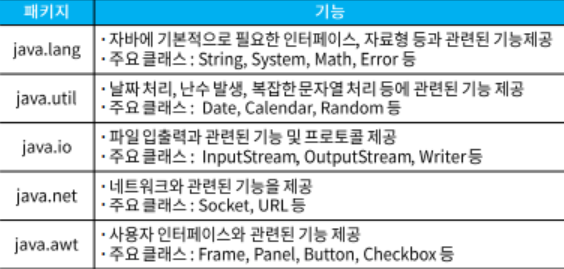 패키지 기능
java.lang
· 자바에 기본적으로 필요한 인터페이스, 자료형 등과 관련된 기능제공
· 주요 클래스 : String, System, Math, Error 등
java.util
· 날짜 처리, 난수 발생, 복잡한 문자열 처리 등에 관련된 기능 제공
· 주요 클래스 : Date, Calendar, Random 등
java.io
· 파일 입출력과 관련된 기능 및 프로토콜 제공
· 주요 클래스 : InputStream, OutputStream, Writer 등
java.net
· 네트워크와 관련된 기능을 제공
· 주요 클래스 : Socket, URL 등
java.awt
· 사용자 인터페이스와 관련된 기능 제공
· 주요 클래스 : Frame, Panel, Button, Checkbox 등